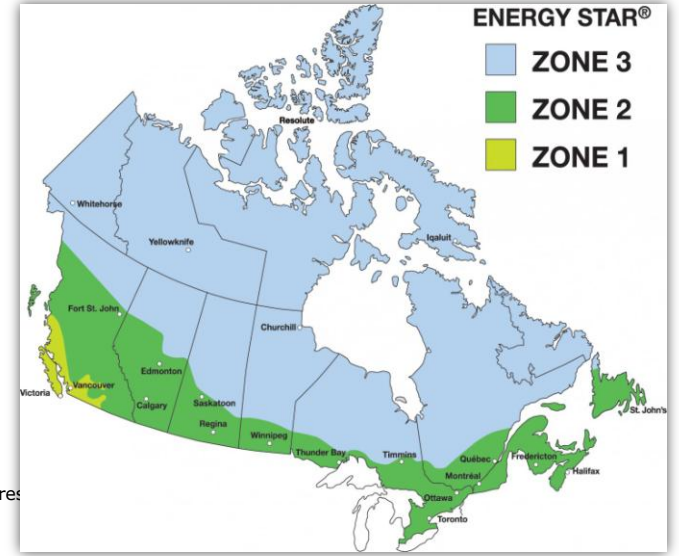 ENERGY STAR®
ZONE 3
ZONE 2
ZONE 1
Resolute
Whitehorse
Iqaluit
Yellowknife
Fort St. John
Churchill
Edmonton
Vancouver
Victoria
Calgary
Saskatoon
Regina
Winnipeg
Thunder Bay
Timmins
Québec
Fredericton
St. John's
Halifax
Montréal
Ottawa
Toronto